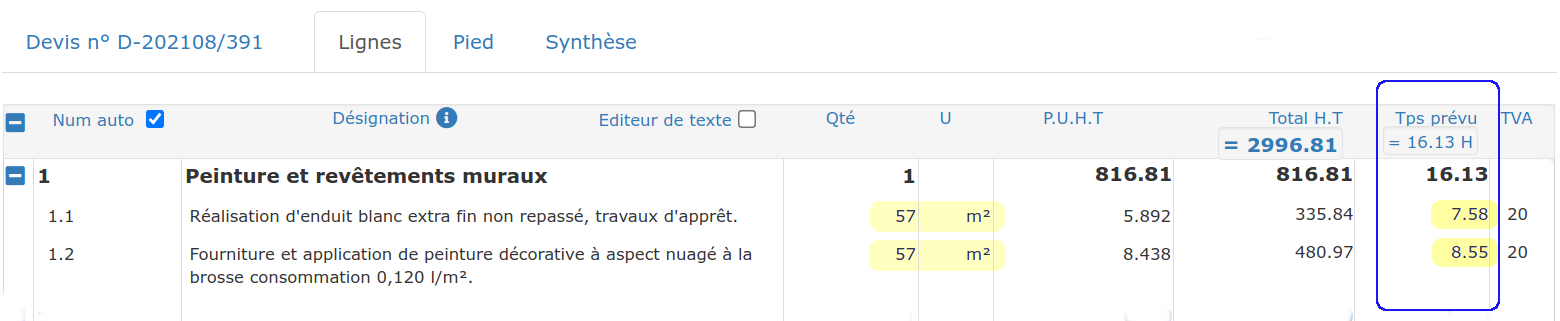 Devis n° D-202108/391 Lignes Pied Synthèse
Num auto Désignation Editeur de texte Qté U P.U.H.T Total H.T Tps prévu TVA
= 2996.81 = 16.13 H
1 Peinture et revêtements muraux 1 816.81 816.81 16.13
1.1 Réalisation d'enduit blanc extra fin non repassé, travaux d'apprêt. 57 m² 5.892 335.84 7.58 20
1.2 Fourniture et application de peinture décorative à aspect nuagé à la 57 m² 8.438 480.97 8.55 20
brosse consommation 0,120 l/m².